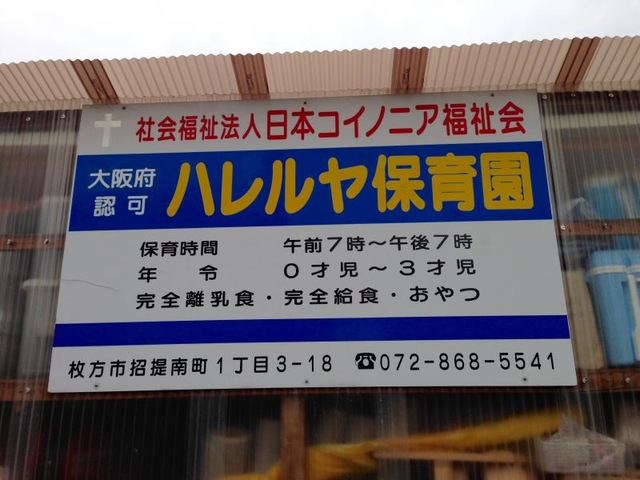 社会福祉法人日本コイノニア福祉会
大阪府
認可
ハレルヤ保育園
保育時間 午前7時～午後7時
年令 0才児～3才児
完全離乳食・完全給食・おやつ
枚方市招提南町1丁目3-18 ☎072-868-5541